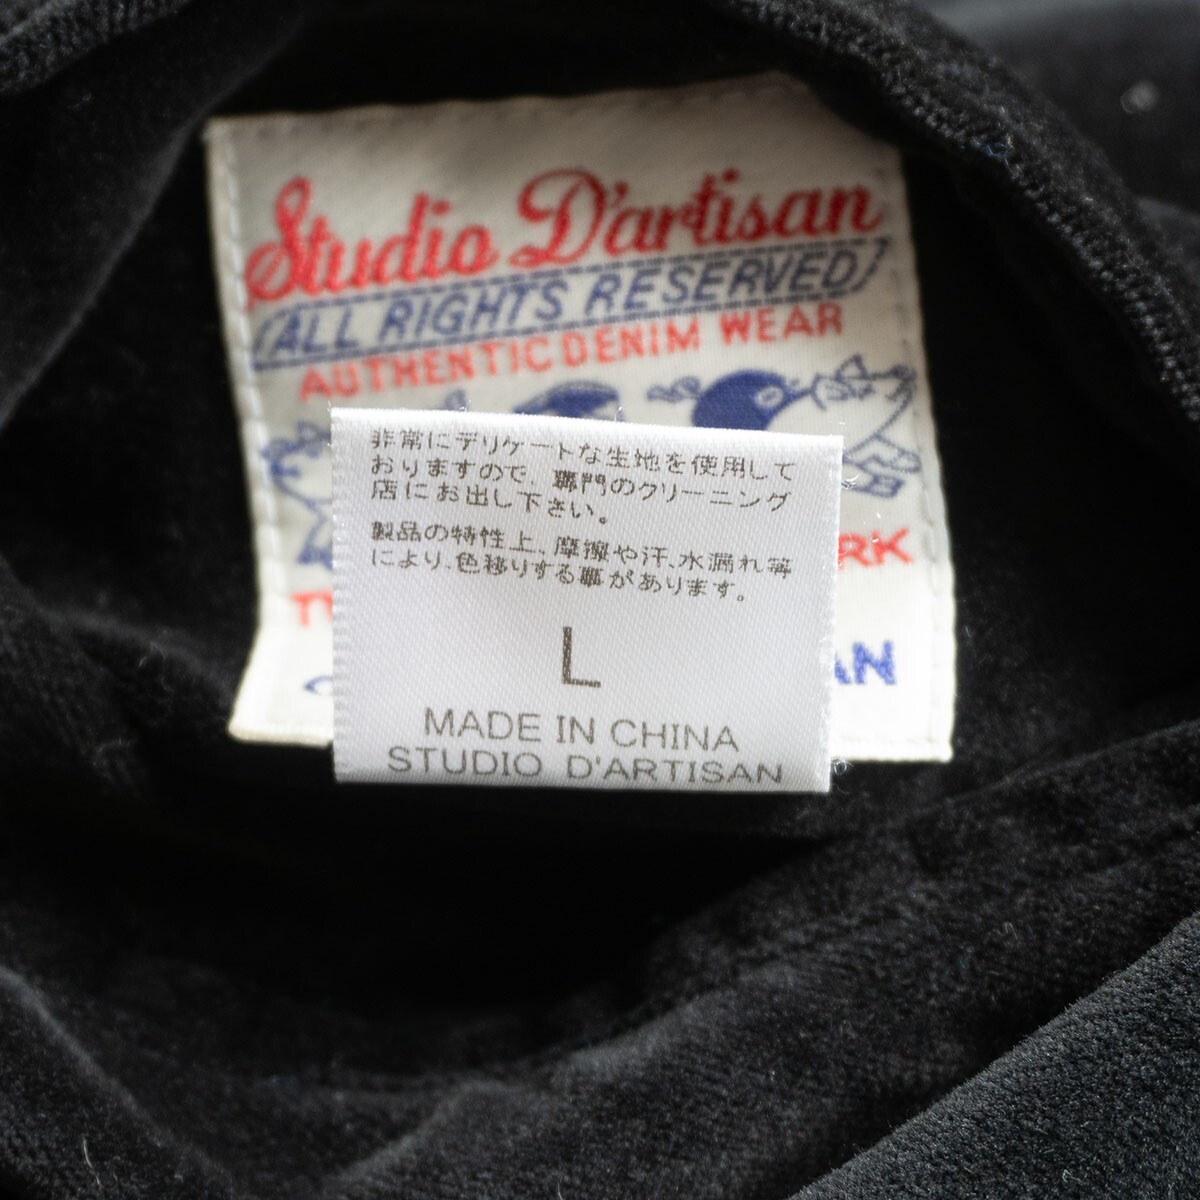 Studio D'artisan
ALL RIGHTS RESERVED
AUTHENTIC DENIM WEAR
非常にデリケートな生地を使用して
おりますので、専門のクリーニング
店にお出し下さい。
製品の特性上、摩擦や汗、水漏れ等
により、色移りする事があります。
L
MADE IN CHINA
STUDIO D'ARTISAN